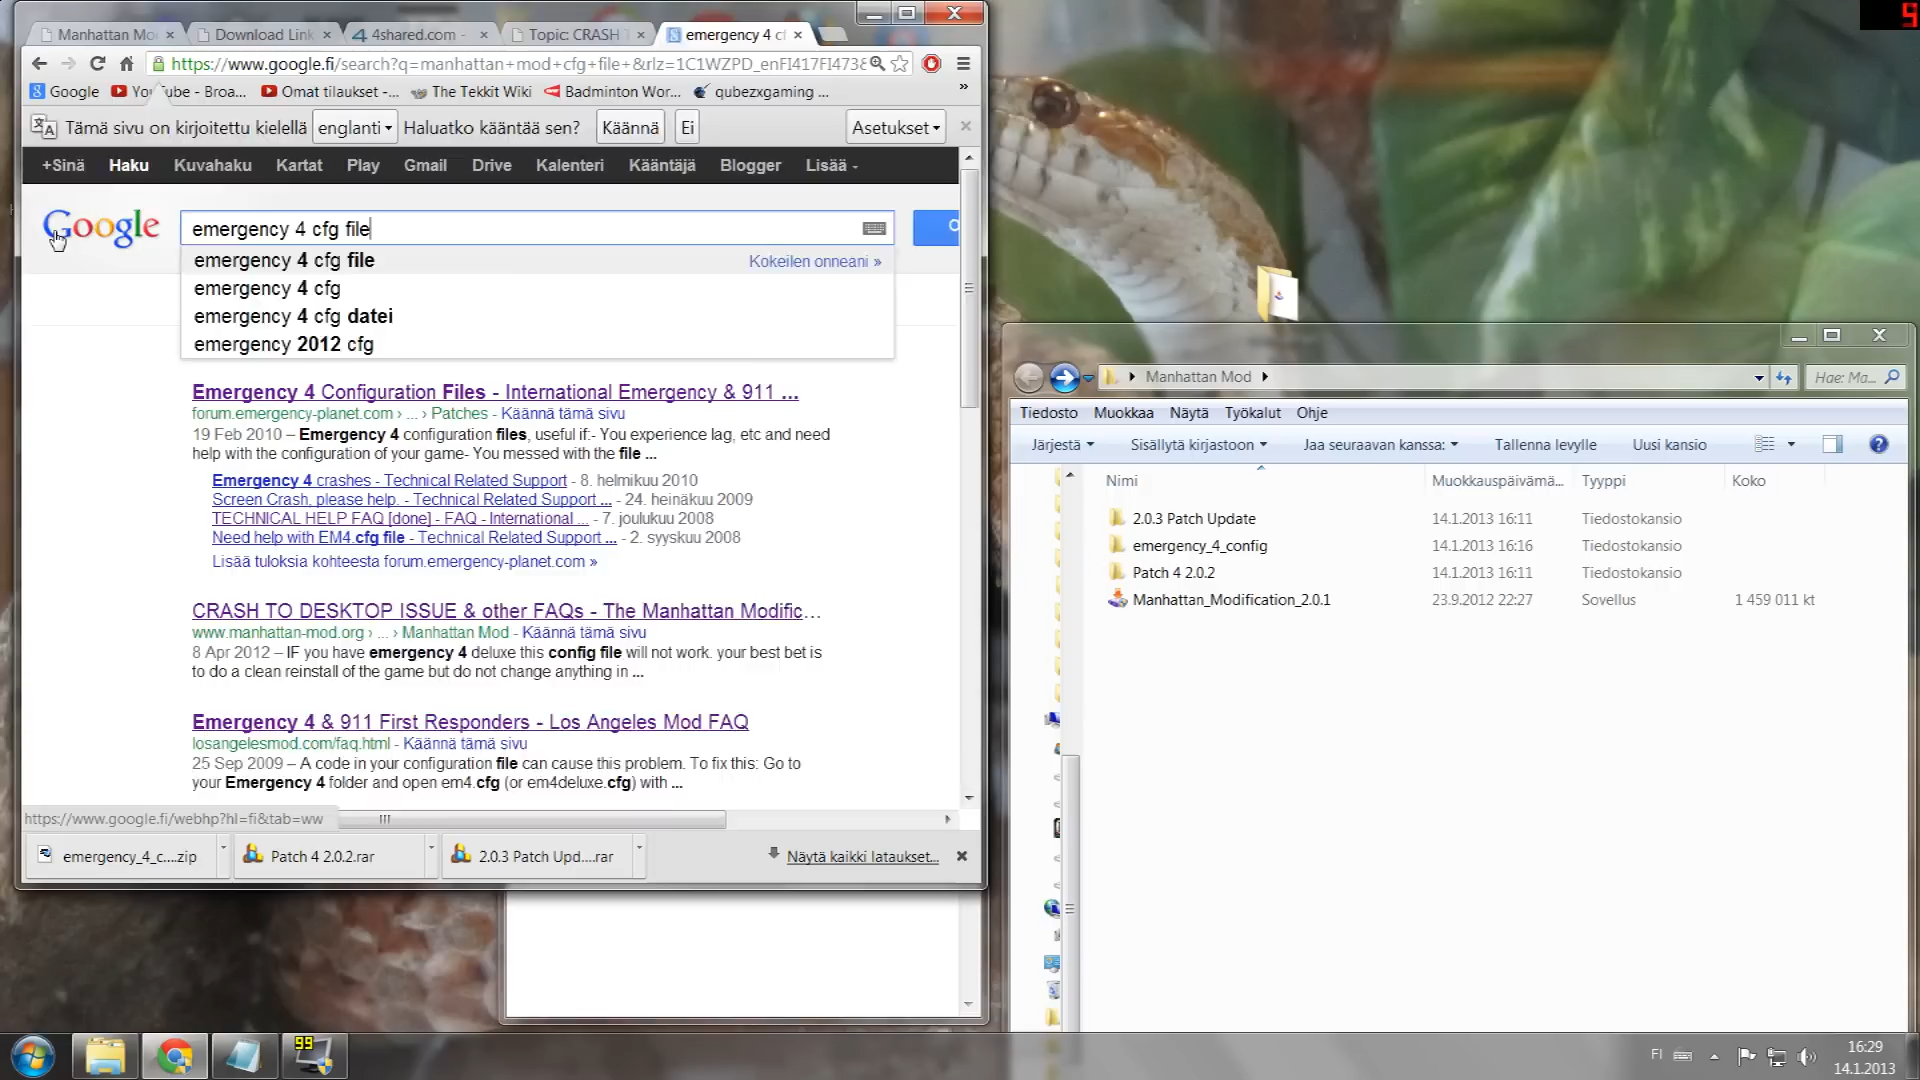 Manhattan Mo
Download Link
4shared.com -
Topic: CRASH T
emergency 4 cf
https://www.google.fi/search?q=manhattan+mod+cfg+file+&rlz=1C1WZPD_enFI417FI473&
Google
YouTube - Broa...
Omat tilaukset -...
The Tekkit Wiki
Badminton Wor...
qubezxgaming ...
»
Tämä sivu on kirjoitettu kielellä
englanti
Haluatko kääntää sen?
Käännä
Ei
Asetukset
+Sinä Haku Kuvahaku Kartat Play Gmail Drive Kalenteri Kääntäjä Blogger Lisää
Google
emergency 4 cfg file
emergency 4 cfg file
Kokeilen onneani »
emergency 4 cfg
emergency 4 cfg datei
emergency 2012 cfg
Emergency 4 Configuration Files - International Emergency & 911 ...
forum.emergency-planet.com › ... › Patches - Käännä tämä sivu
19 Feb 2010 – Emergency 4 configuration files, useful if:- You experience lag, etc and need
help with the configuration of your game- You messed with the file ...
Emergency 4 crashes - Technical Related Support - 8. helmikuu 2010
Screen Crash, please help. - Technical Related Support ... - 24. heinäkuu 2009
TECHNICAL HELP FAQ [done] - FAQ - International ... - 7. joulukuu 2008
Need help with EM4.cfg file - Technical Related Support ... - 2. syyskuu 2008
Lisää tuloksia kohteesta forum.emergency-planet.com »
CRASH TO DESKTOP ISSUE & other FAQs - The Manhattan Modific...
www.manhattan-mod.org › ... › Manhattan Mod - Käännä tämä sivu
8 Apr 2012 – IF you have emergency 4 deluxe this config file will not work. your best bet is
to do a clean reinstall of the game but do not change anything in ...
Emergency 4 & 911 First Responders - Los Angeles Mod FAQ
losangelesmod.com/faq.html - Käännä tämä sivu
25 Sep 2009 – A code in your configuration file can cause this problem. To fix this: Go to
your Emergency 4 folder and open em4.cfg (or em4deluxe.cfg) with ...
https://www.google.fi/webhp?hl=fi&tab=ww
emergency_4_c....zip
Patch 4 2.0.2.rar
2.0.3 Patch Upd....rar
Näytä kaikki lataukset...
9
Manhattan Mod
Hae: Ma...
Tiedosto Muokkaa Näytä Työkalut Ohje
Järjestä
Sisällytä kirjastoon
Jaa seuraavan kanssa:
Tallenna levylle
Uusi kansio
Nimi Muokkauspäivämä... Tyyppi Koko
2.0.3 Patch Update 14.1.2013 16:11 Tiedostokansio
emergency_4_config 14.1.2013 16:16 Tiedostokansio
Patch 4 2.0.2 14.1.2013 16:11 Tiedostokansio
Manhattan_Modification_2.0.1 23.9.2012 22:27 Sovellus 1 459 011 kt
99
FI
16:29
14.1.2013